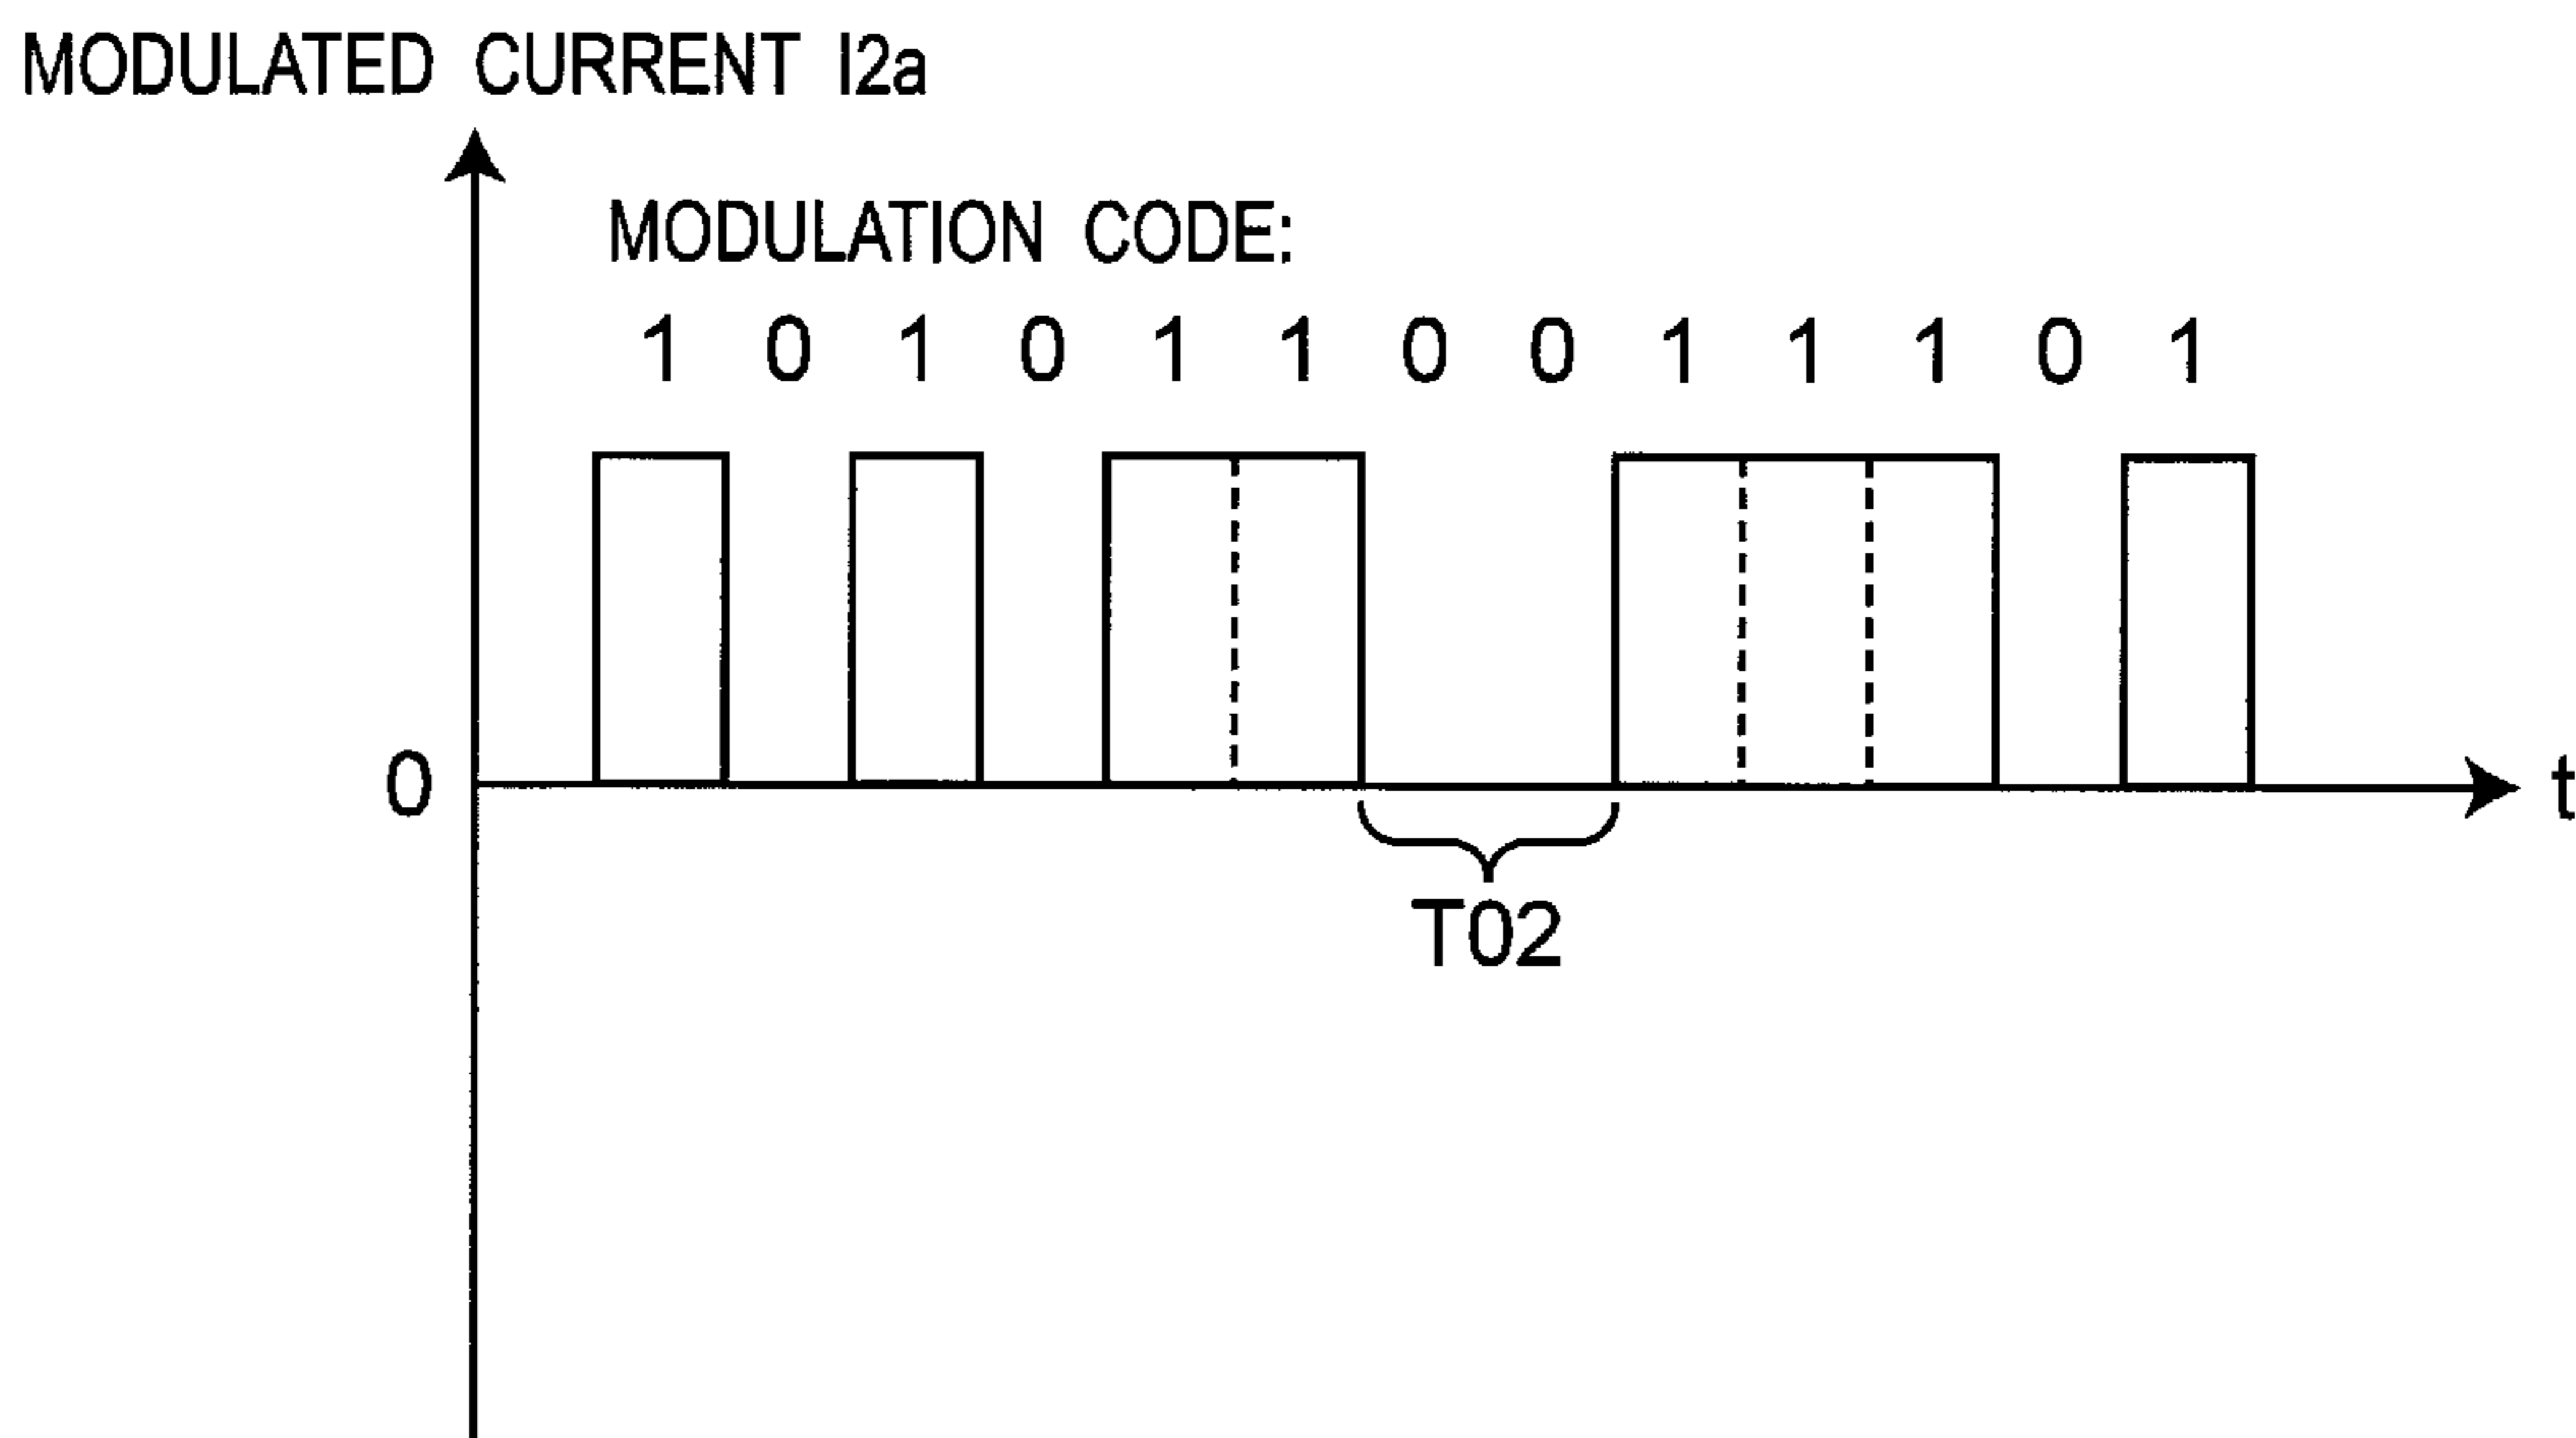 MODULATED CURRENT I2a
MODULATION CODE:
1 0 1 0 1 1 0 0 1 1 1 0 1
0
t
T02